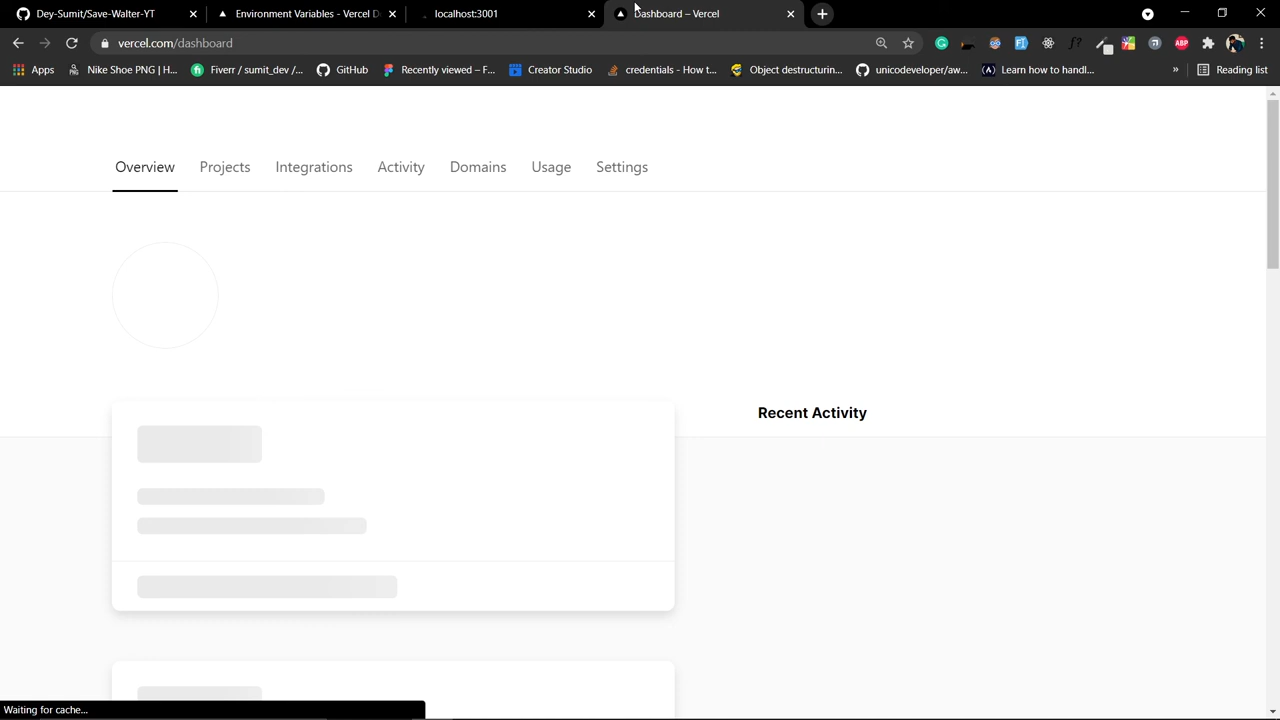 Dey-Sumit/Save-Walter-YT
Environment Variables - Vercel D
localhost:3001
Dashboard – Vercel
vercel.com/dashboard
Apps
Nike Shoe PNG | H...
Fiverr / sumit_dev /...
GitHub
Recently viewed – F...
Creator Studio
credentials - How t...
Object destructurin...
unicodeveloper/aw...
Learn how to handl...
»
Reading list
Overview
Projects
Integrations
Activity
Domains
Usage
Settings
Recent Activity
Waiting for cache...